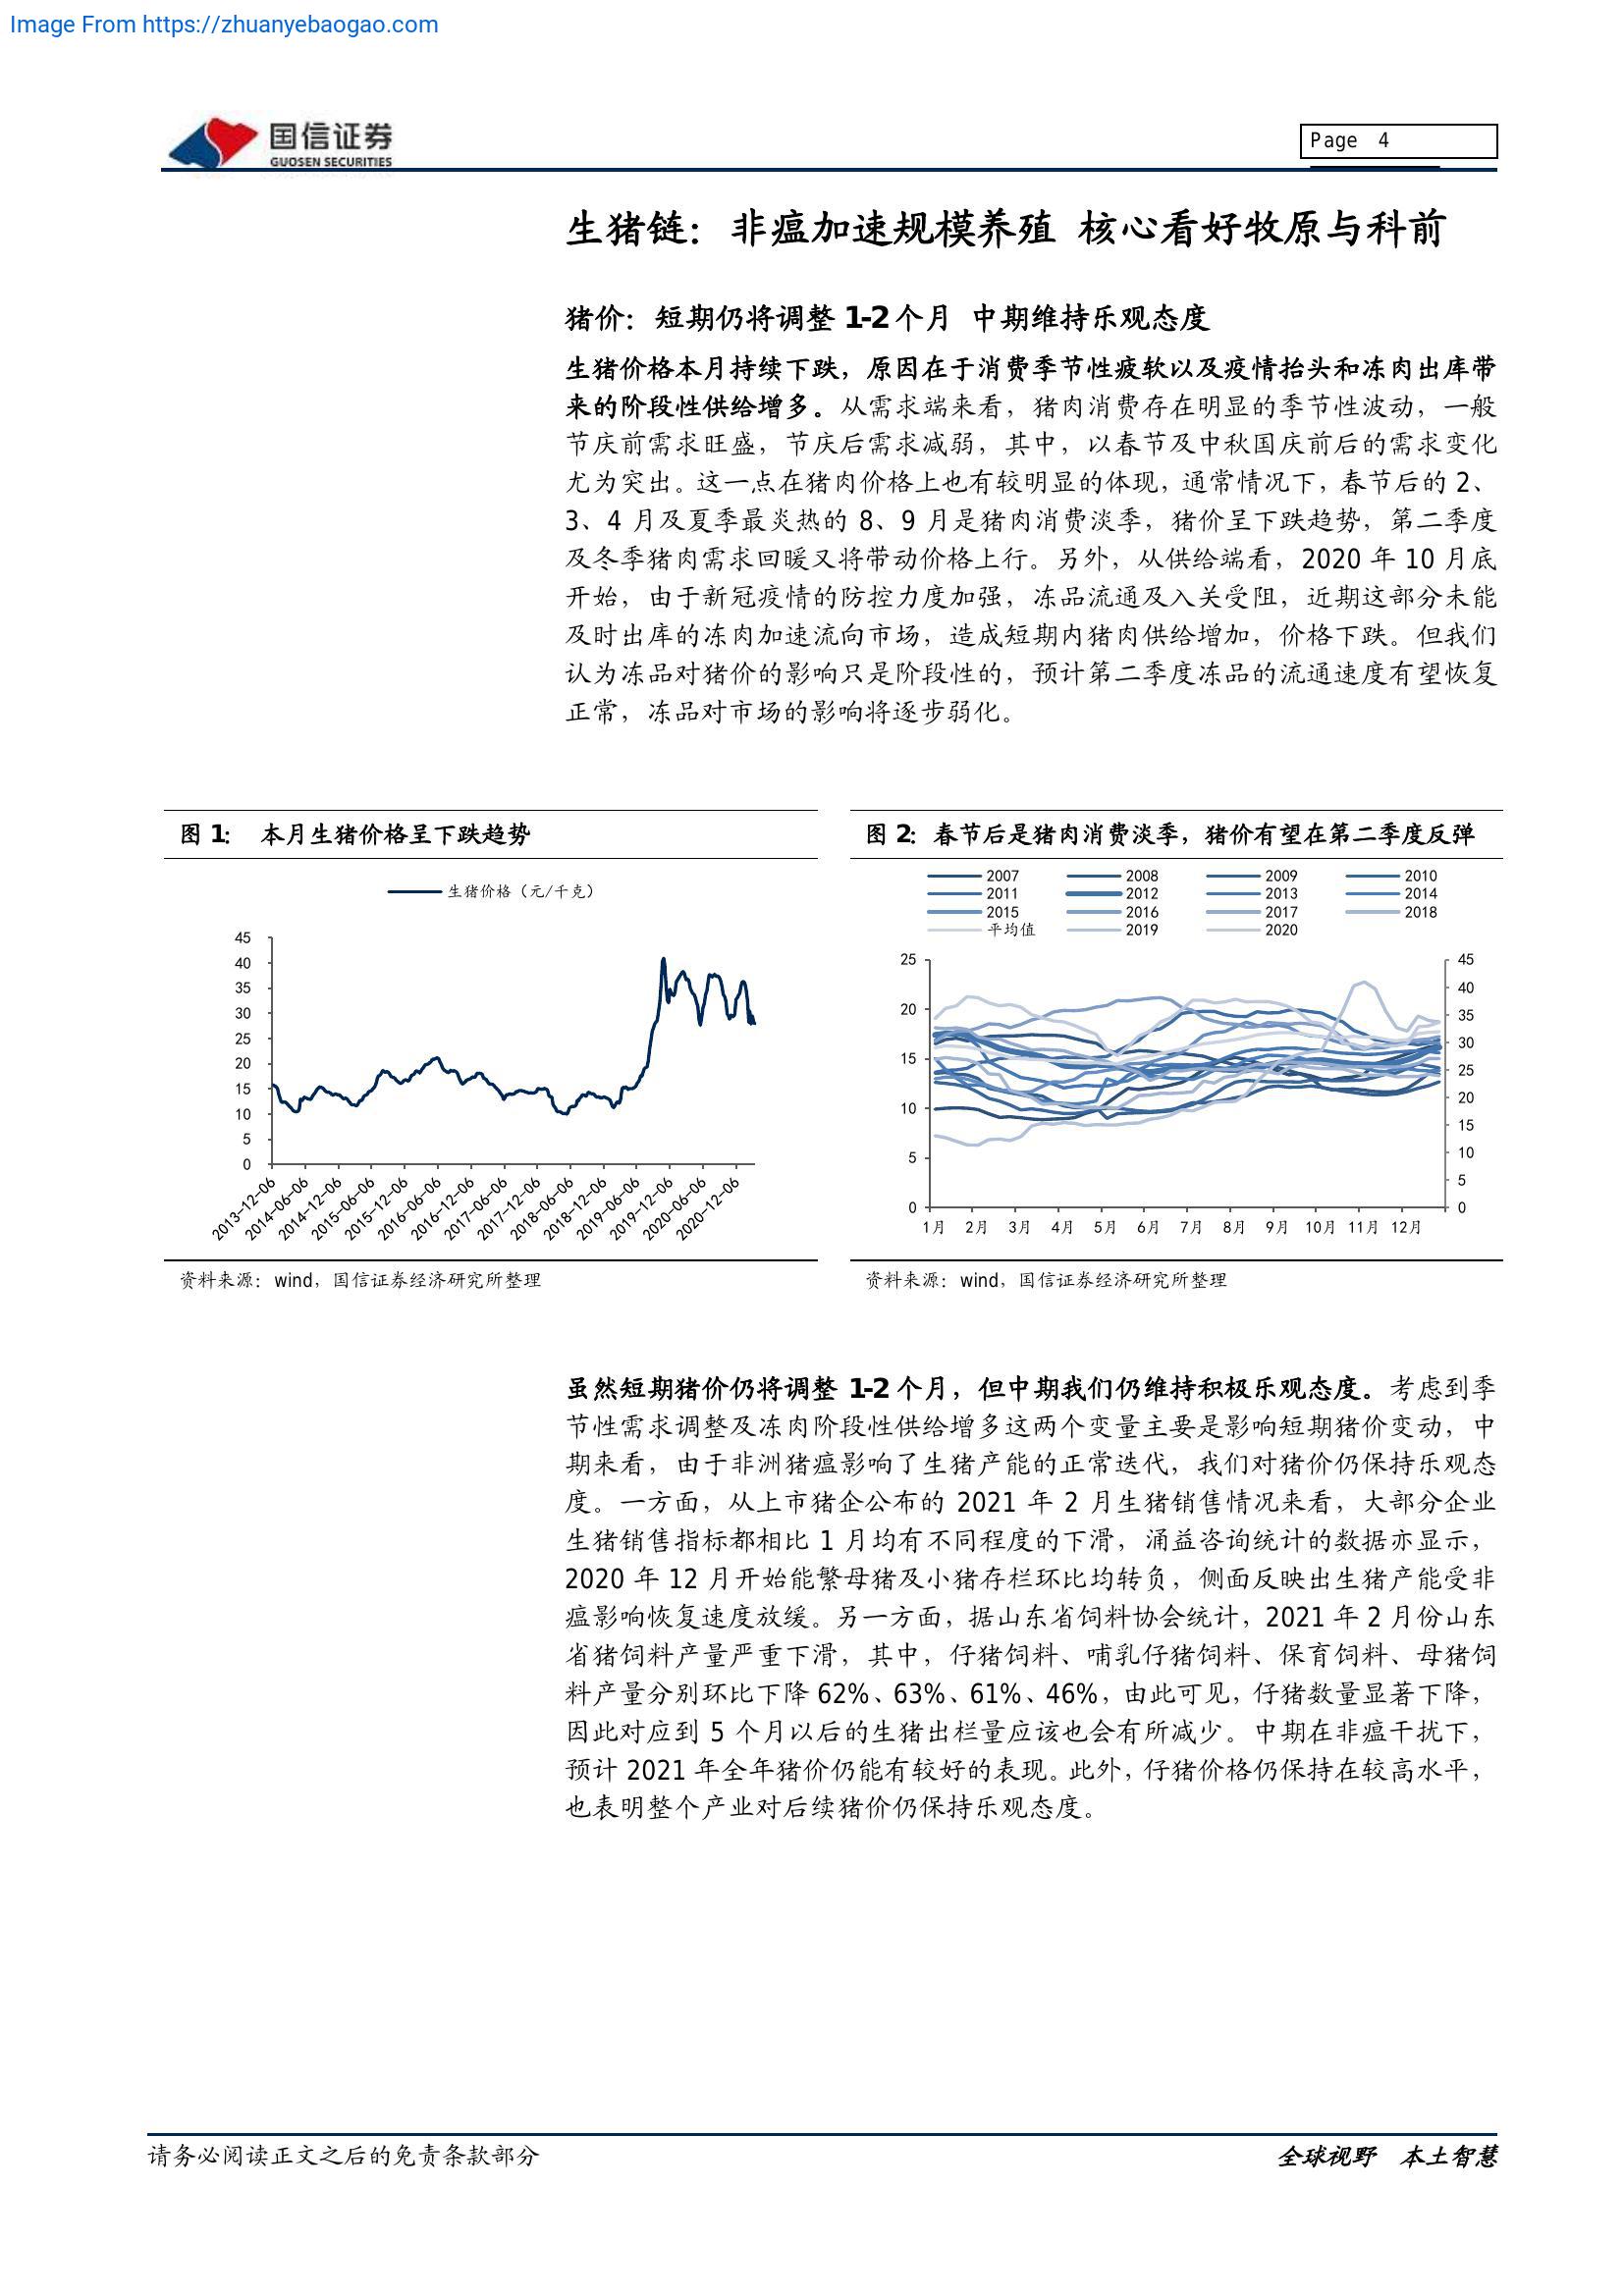 Image From https://zhuanyebaogao.com
国信证券
GUOSEN SECURITIES
Page 4
生猪链：非瘟加速规模养殖 核心看好牧原与科前
猪价：短期仍将调整 1-2 个月 中期维持乐观态度
生猪价格本月持续下跌，原因在于消费季节性疲软以及疫情抬头和冻肉出库带
来的阶段性供给增多。从需求端来看，猪肉消费存在明显的季节性波动，一般
节庆前需求旺盛，节庆后需求减弱，其中，以春节及中秋国庆前后的需求变化
尤为突出。这一点在猪肉价格上也有较明显的体现，通常情况下，春节后的 2、
3、4 月及夏季最炎热的 8、9 月是猪肉消费淡季，猪价呈下跌趋势，第二季度
及冬季猪肉需求回暖又将带动价格上行。另外，从供给端看，2020 年 10 月底
开始，由于新冠疫情的防控力度加强，冻品流通及入关受阻，近期这部分未能
及时出库的冻肉加速流向市场，造成短期内猪肉供给增加，价格下跌。但我们
认为冻品对猪价的影响只是阶段性的，预计第二季度冻品的流通速度有望恢复
正常，冻品对市场的影响将逐步弱化。
图 1： 本月生猪价格呈下跌趋势
生猪价格（元/千克）
45
40
35
30
25
20
15
10
5
0
2013-12-06
2014-06-06
2014-12-06
2015-06-06
2015-12-06
2016-06-06
2016-12-06
2017-06-06
2017-12-06
2018-06-06
2018-12-06
2019-06-06
2019-12-06
2020-06-06
2020-12-06
资料来源：wind，国信证券经济研究所整理
图 2：春节后是猪肉消费淡季，猪价有望在第二季度反弹
2007 2008 2009 2010
2011 2012 2013 2014
2015 2016 2017 2018
平均值 2019 2020
25
20
15
10
5
0
45
40
35
30
25
20
15
10
5
0
1月 2月 3月 4月 5月 6月 7月 8月 9月 10月 11月 12月
资料来源：wind，国信证券经济研究所整理
虽然短期猪价仍将调整 1-2 个月，但中期我们仍维持积极乐观态度。考虑到季
节性需求调整及冻肉阶段性供给增多这两个变量主要是影响短期猪价变动，中
期来看，由于非洲猪瘟影响了生猪产能的正常迭代，我们对猪价仍保持乐观态
度。一方面，从上市猪企公布的 2021 年 2 月生猪销售情况来看，大部分企业
生猪销售指标都相比 1 月均有不同程度的下滑，涌益咨询统计的数据亦显示，
2020 年 12 月开始能繁母猪及小猪存栏环比均转负，侧面反映出生猪产能受非
瘟影响恢复速度放缓。另一方面，据山东省饲料协会统计，2021 年 2 月份山东
省猪饲料产量严重下滑，其中，仔猪饲料、哺乳仔猪饲料、保育饲料、母猪饲
料产量分别环比下降 62%、63%、61%、46%，由此可见，仔猪数量显著下降，
因此对应到 5 个月以后的生猪出栏量应该也会有所减少。中期在非瘟干扰下，
预计 2021 年全年猪价仍能有较好的表现。此外，仔猪价格仍保持在较高水平，
也表明整个产业对后续猪价仍保持乐观态度。
请务必阅读正文之后的免责条款部分
全球视野 本土智慧